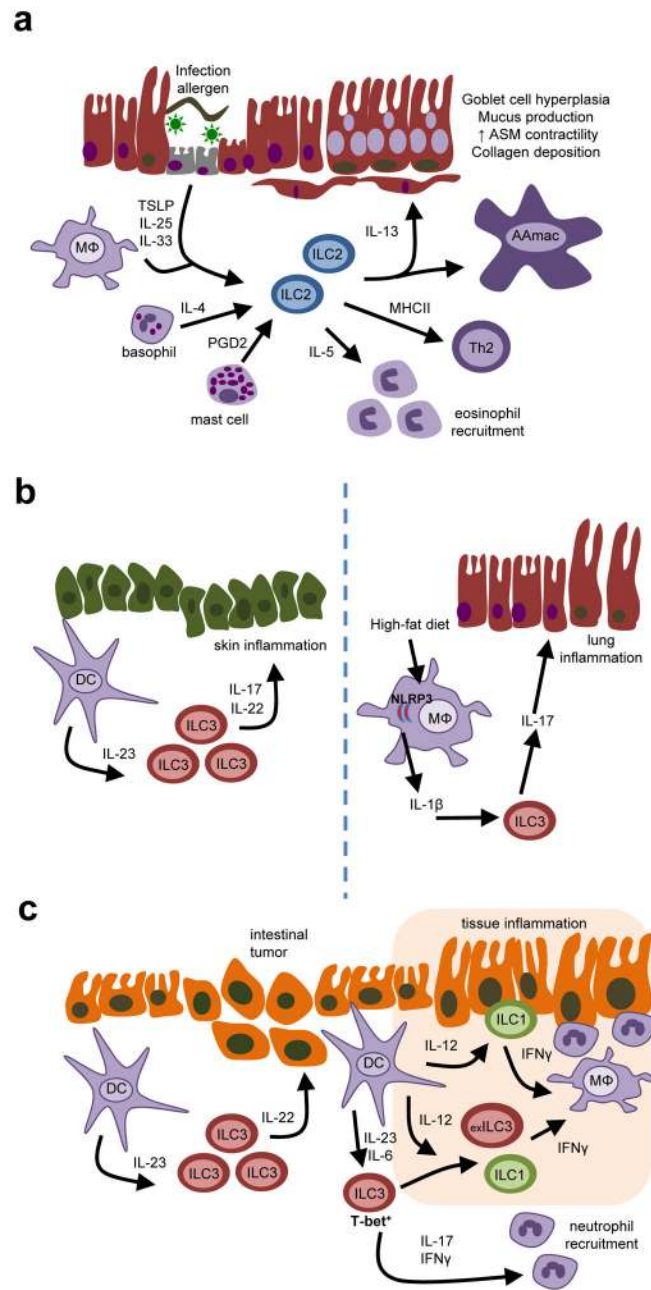 a
Infection
allergen
Goblet cell hyperplasia
Mucus production
↑ ASM contractility
Collagen deposition
TSLP
IL-25
IL-33
MΦ
IL-13
AAmac
ILC2
ILC2
IL-4
basophil
PGD2
mast cell
MHCII
Th2
IL-5
eosinophil
recruitment
b
DC
skin inflammation
IL-17
IL-22
IL-23
ILC3
ILC3
ILC3
High-fat diet
NLRP3
MΦ
lung
inflammation
IL-17
IL-1β
ILC3
c
intestinal
tumor
tissue inflammation
DC
IL-23
ILC3
ILC3
ILC3
IL-22
DC
IL-12
ILC1
IFNγ
MΦ
IL-12
exILC3
ILC1
IFNγ
IL-23
IL-6
ILC3
T-bet⁺
IL-17
IFNγ
neutrophil
recruitment